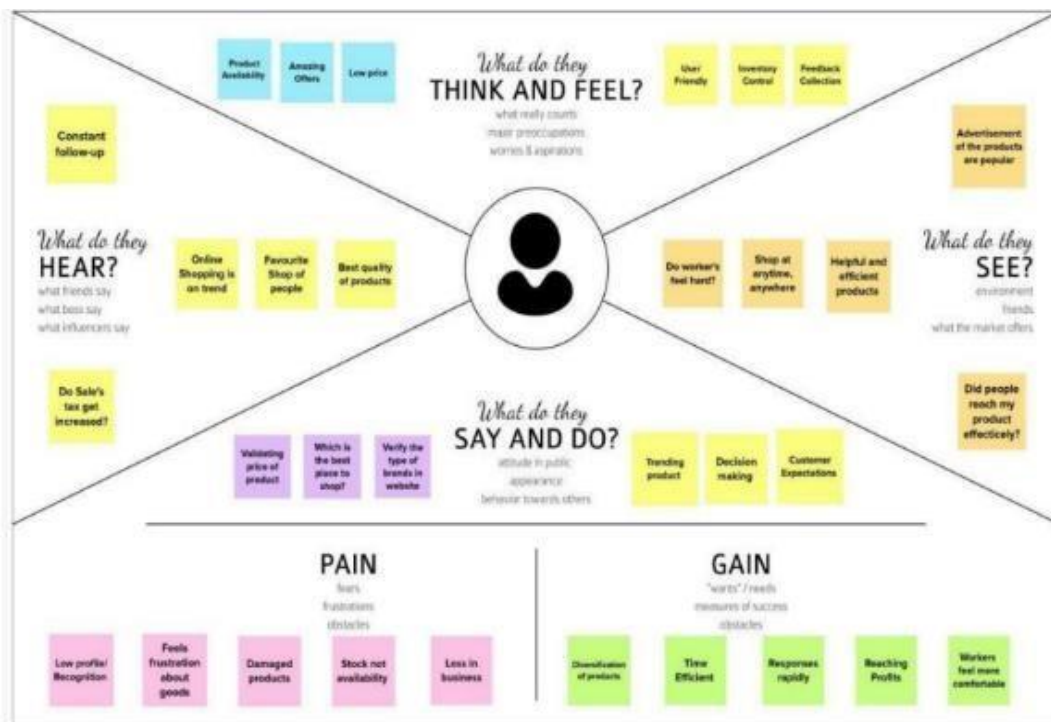 What do they
THINK AND FEEL?
what really counts
major preoccupations
worries & aspirations
Product
Availability
Amazing
Offers
Low price
User
Friendly
Inventory
Control
Feedback
Collection
What do they
HEAR?
what friends say
what boss say
what influencers say
Constant
follow-up
Online
Shopping is
on trend
Favourite
Shop of
people
Best quality
of products
Do Sale's
tax get
increased?
What do they
SEE?
environment
friends
what the market offers
Advertisement
of the products
are popular
Do worker's
feel hard?
Shop at
anytime,
anywhere
Helpful and
efficient
products
Did people
reach my
product
effecticely?
What do they
SAY AND DO?
attitude in public
appearance
behavior towards others
Validating
price of
product
Which is
the best
place to
shop?
Verify the
type of
brands in
website
Trending
product
Decision
making
Customer
Expectations
PAIN
fears
frustrations
obstacles
Low profile/
Recognition
Feels
frustration
about
goods
Damaged
products
Stock not
availability
Loss in
business
GAIN
"wants" / needs
measures of success
obstacles
Diversification
of products
Time
Efficient
Responses
rapidly
Reaching
Profits
Workers
feel more
comfortable